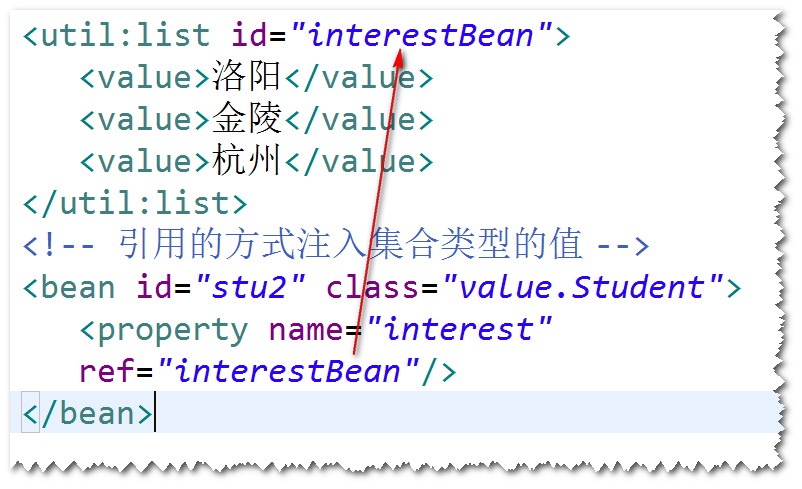 <util:list id="interestBean">
<value>洛阳</value>
<value>金陵</value>
<value>杭州</value>
</util:list>
<!-- 引用的方式注入集合类型的值 -->
<bean id="stu2" class="value.Student">
<property name="interest"
ref="interestBean"/>
</bean>